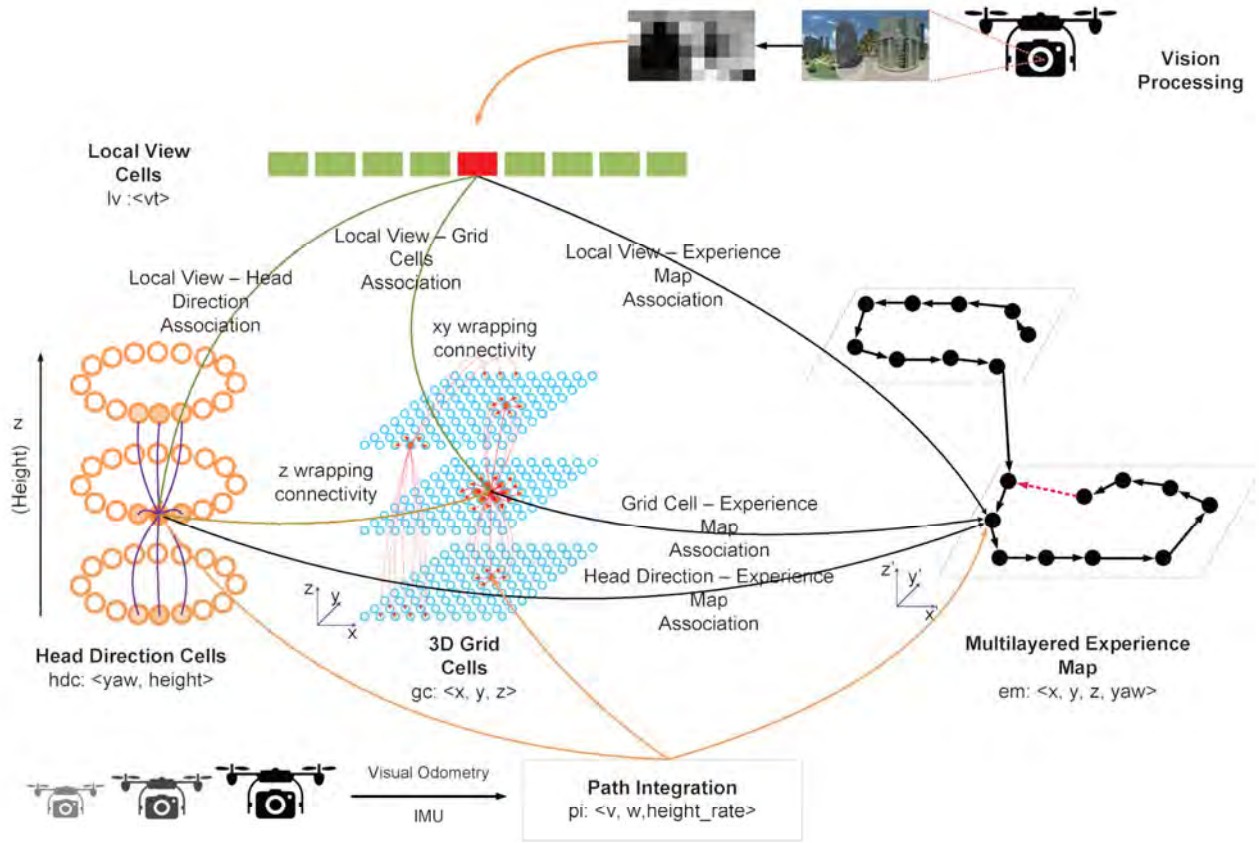 Vision
Processing
Local View
Cells
lv :<vt>
Local View – Grid
Cells
Association
Local View – Experience
Map
Association
Local View – Head
Direction
Association
xy wrapping
connectivity
z
(Height)
z wrapping
connectivity
Grid Cell – Experience
Map
Association
Head Direction – Experience
Map
Association
z
y
x
z'
y'
x'
Head Direction Cells
hdc: <yaw, height>
3D Grid
Cells
gc: <x, y, z>
Multilayered Experience
Map
em: <x, y, z, yaw>
Visual Odometry
IMU
Path Integration
pi: <v, w,height_rate>